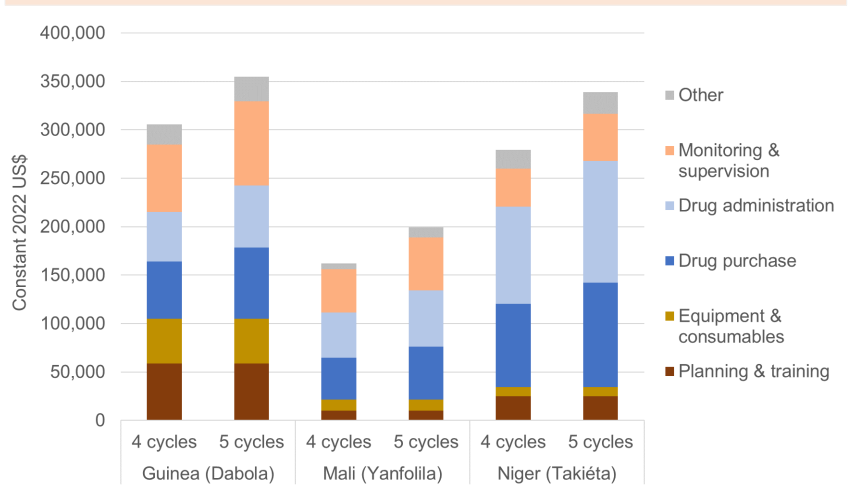 400,000
350,000
300,000
250,000
200,000
150,000
100,000
50,000
0
Constant 2022 US$
4 cycles 5 cycles 4 cycles 5 cycles 4 cycles 5 cycles
Guinea (Dabola) Mali (Yanfolila) Niger (Takiéta)
Other
Monitoring &
supervision
Drug administration
Drug purchase
Equipment &
consumables
Planning & training